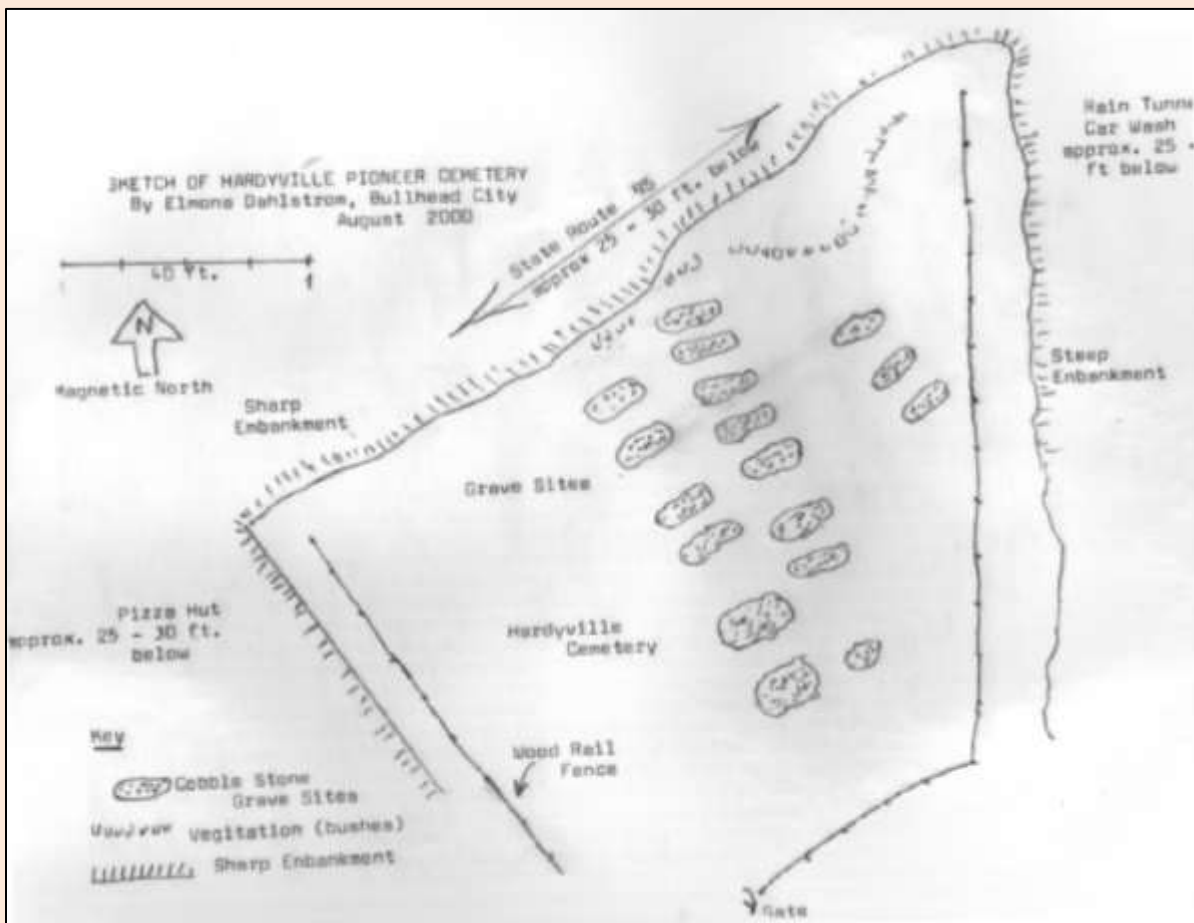 SKETCH OF HARDYVILLE PIONEER CEMETERY
By Elmona Dahlstrom, Bullhead City
August 2000
40 Ft.
N
Magnetic North
State Route 95
approx 25 - 30 ft. below
Rain Tunne
Car Wash
approx. 25 -
ft below
Sharp
Embankment
Steep
Enbankment
Grave Sites
Pizza Hut
approx. 25 - 30 ft.
below
Hardyville
Cemetery
Wood Rail
Fence
Key
Cobble Stone
Grave Sites
Vegitation (bushes)
Sharp Enbankment
Gate